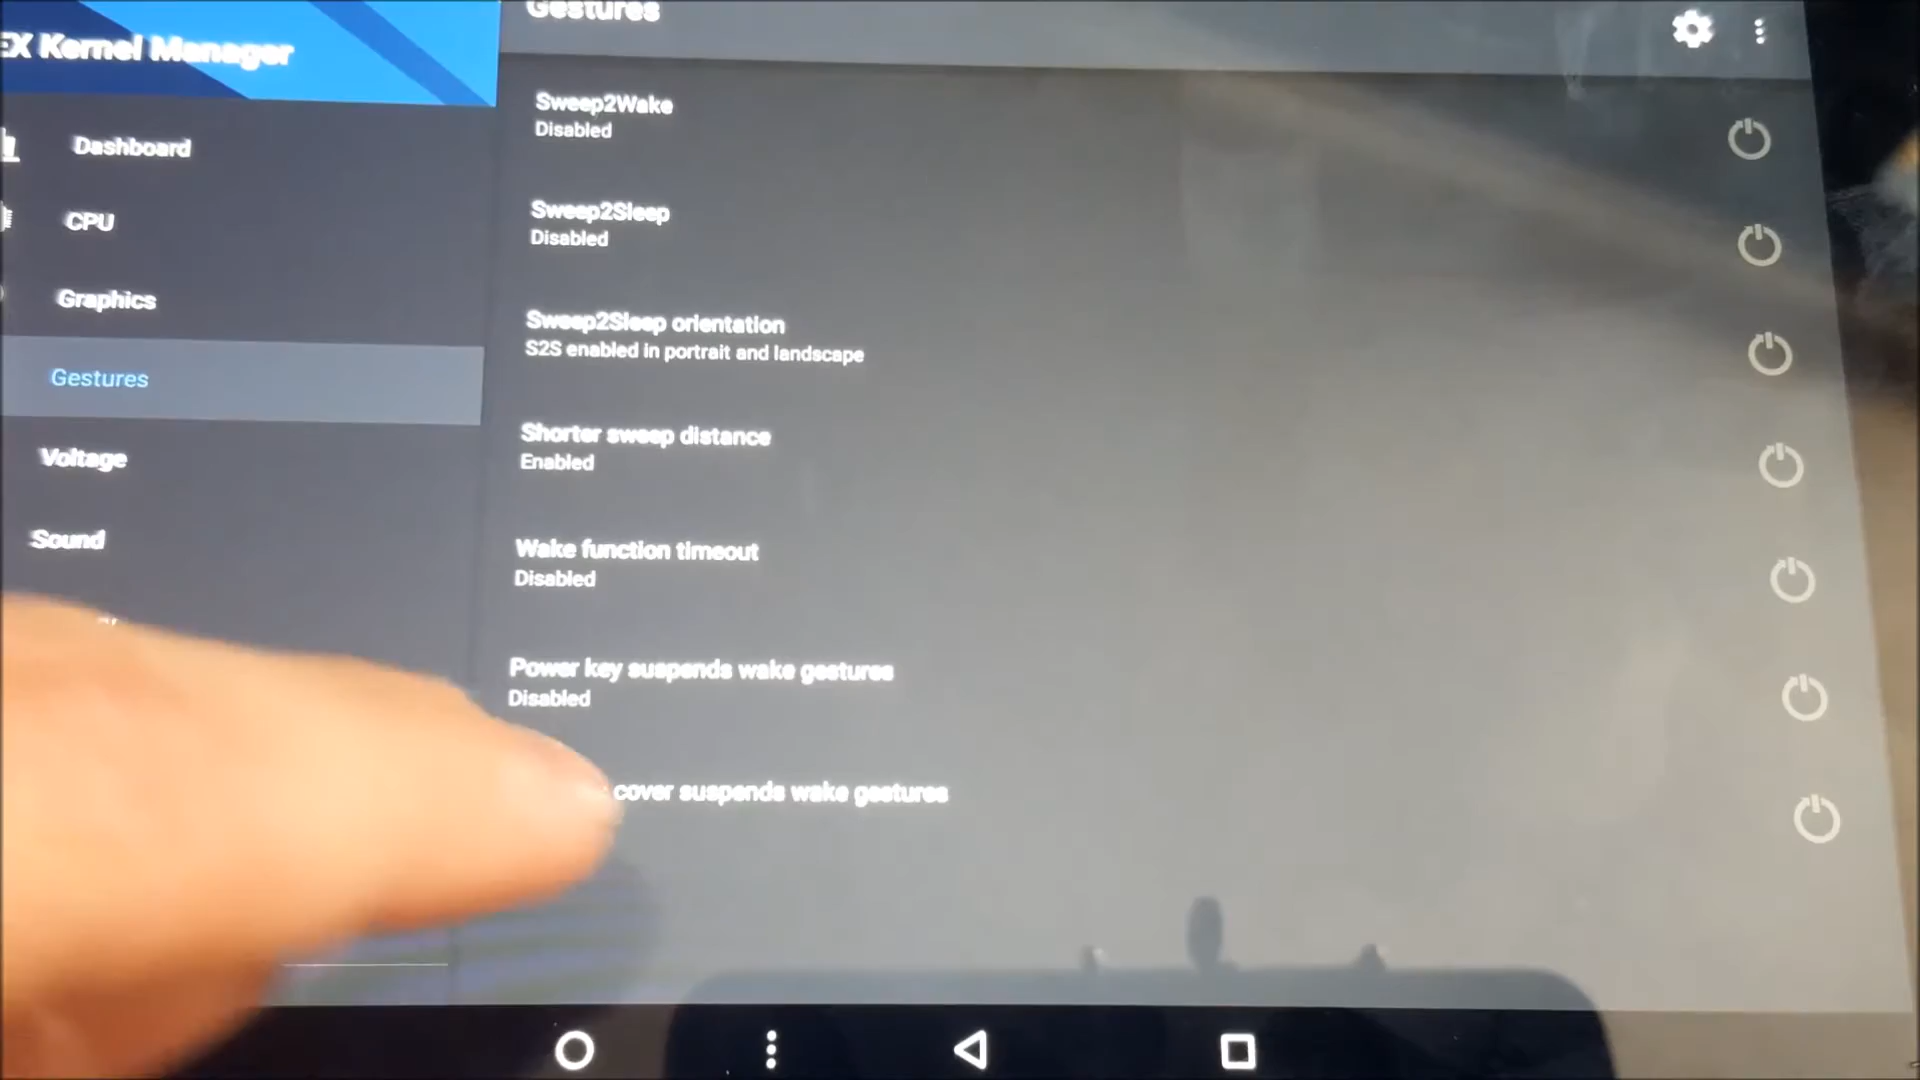 EX Kernel Manager
Gestures
Dashboard
CPU
Graphics
Gestures
Voltage
Sound
Sweep2Wake
Disabled
Sweep2Sleep
Disabled
Sweep2Sleep orientation
S2S enabled in portrait and landscape
Shorter sweep distance
Enabled
Wake function timeout
Disabled
Power key suspends wake gestures
Disabled
cover suspends wake gestures